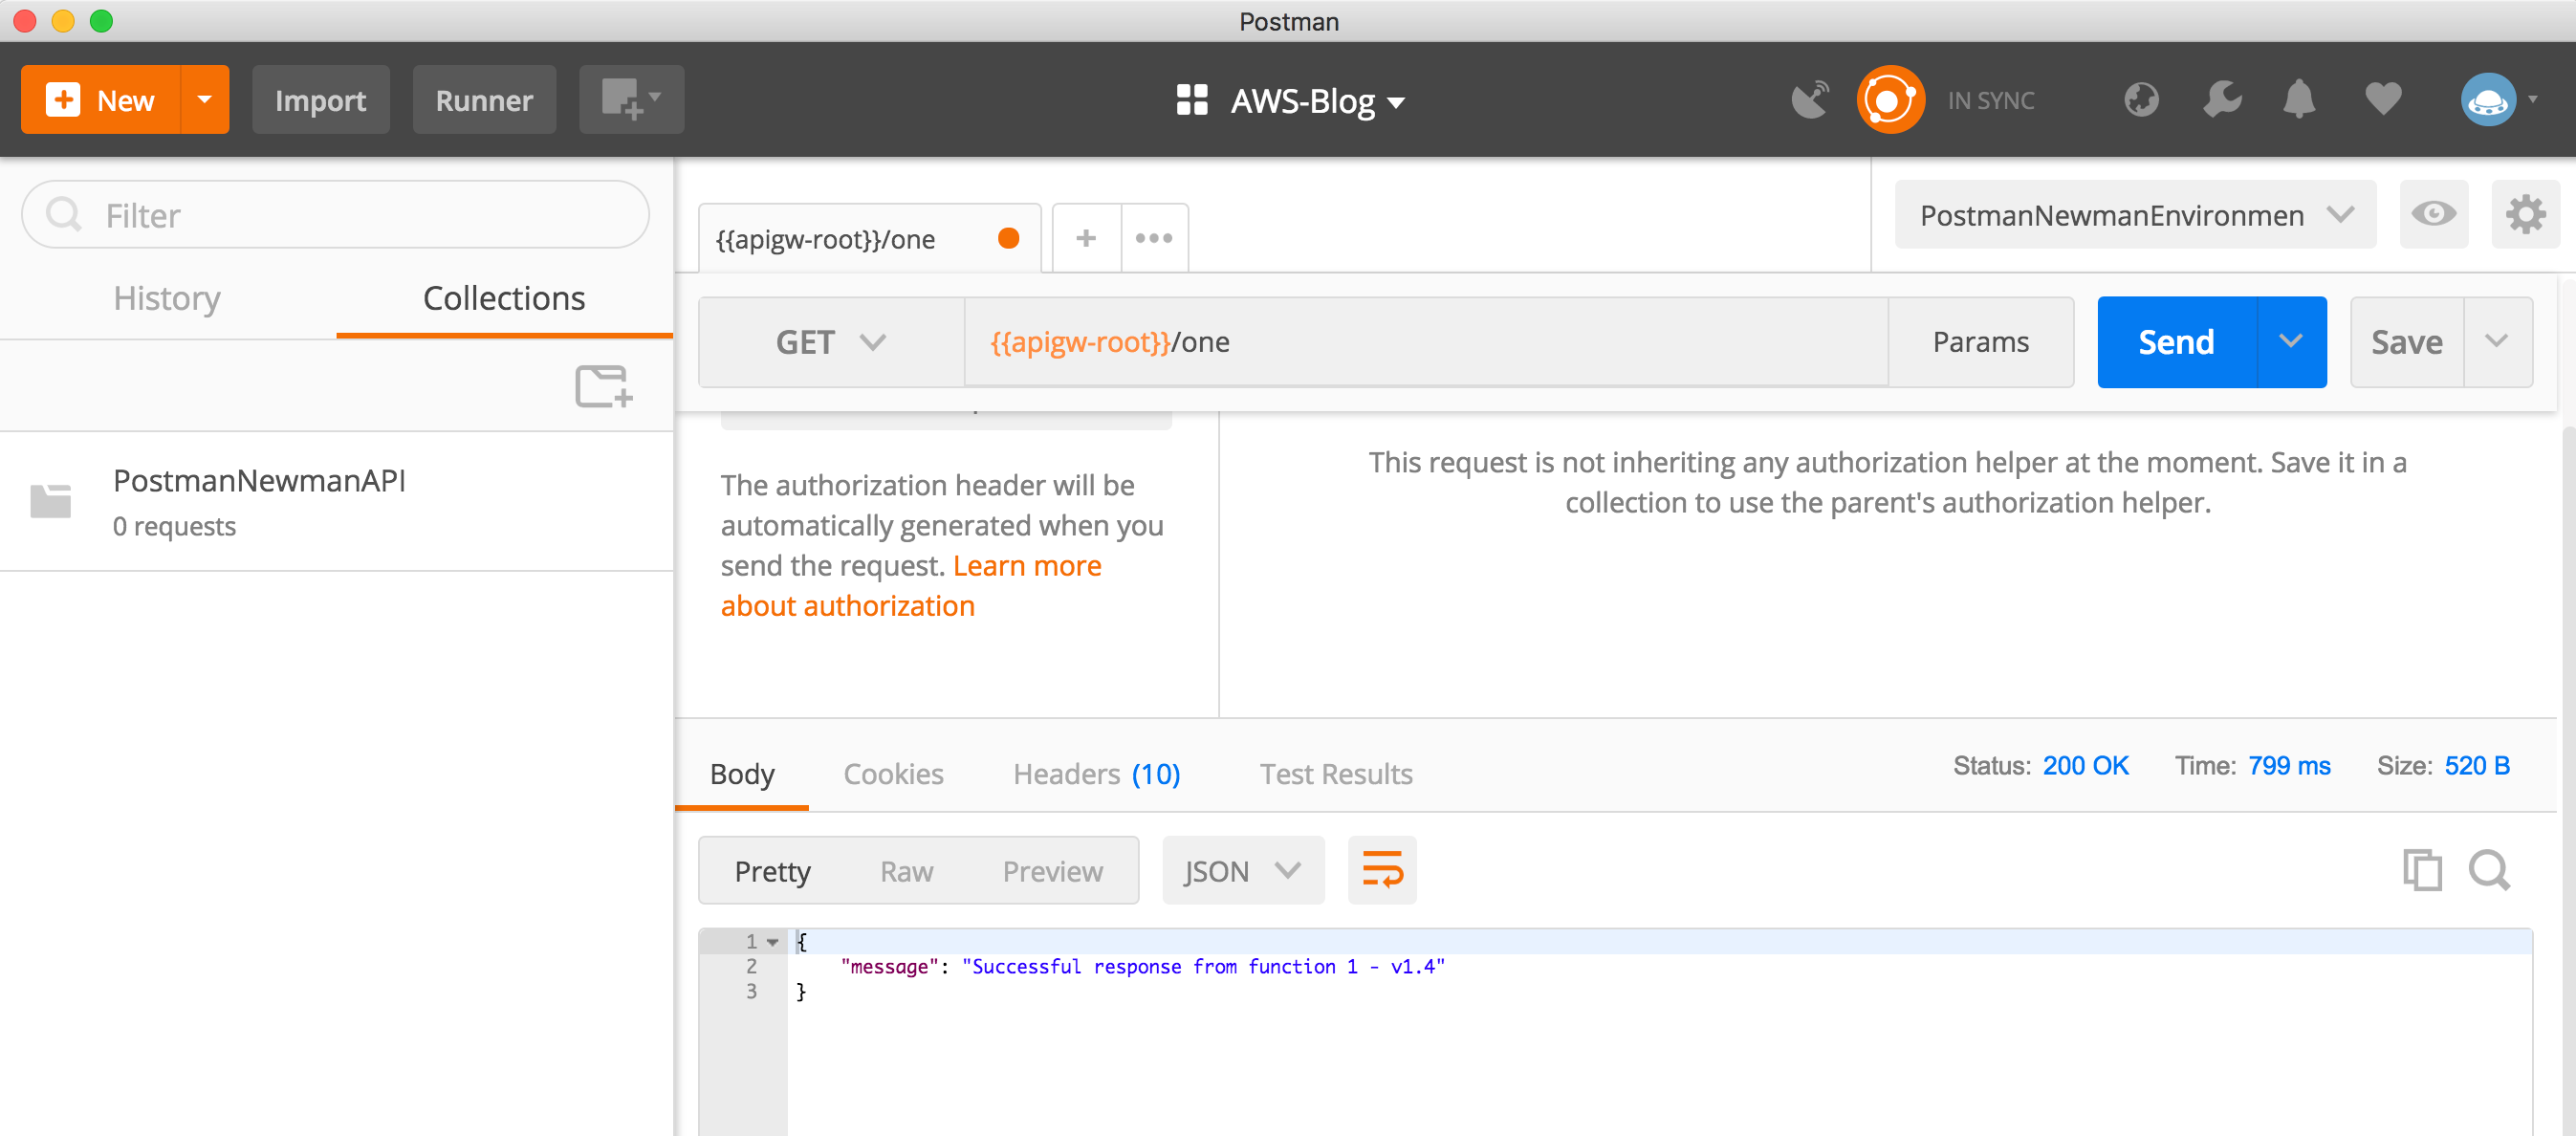 Postman
New
Import
Runner
AWS-Blog
IN SYNC
Filter
History
Collections
PostmanNewmanAPI
0 requests
{{apigw-root}}/one
PostmanNewmanEnvironmen
GET
{{apigw-root}}/one
Params
Send
Save
The authorization header will be
automatically generated when you
send the request. Learn more
about authorization
This request is not inheriting any authorization helper at the moment. Save it in a
collection to use the parent's authorization helper.
Body
Cookies
Headers (10)
Test Results
Status: 200 OK
Time: 799 ms
Size: 520 B
Pretty
Raw
Preview
JSON
1 {
2 "message": "Successful response from function 1 - v1.4"
3 }